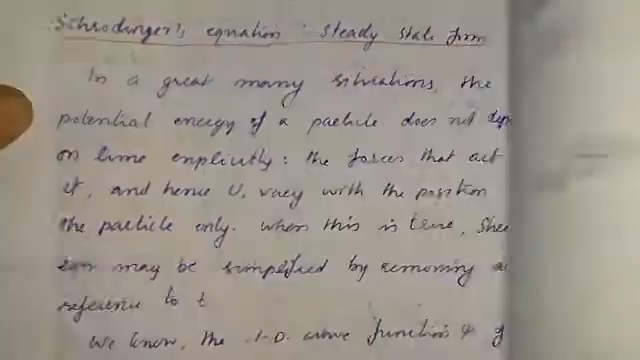 Schrodinger's equation : steady state form
In a great many situations, the
potential energy of a particle does not dep
on time explicitly : the forces that act
it, and hence U, vary with the position
the particle only. When this is true, Shee
may be simplified by removing a
reference to t
We know, the 1-D. wave function ψ g